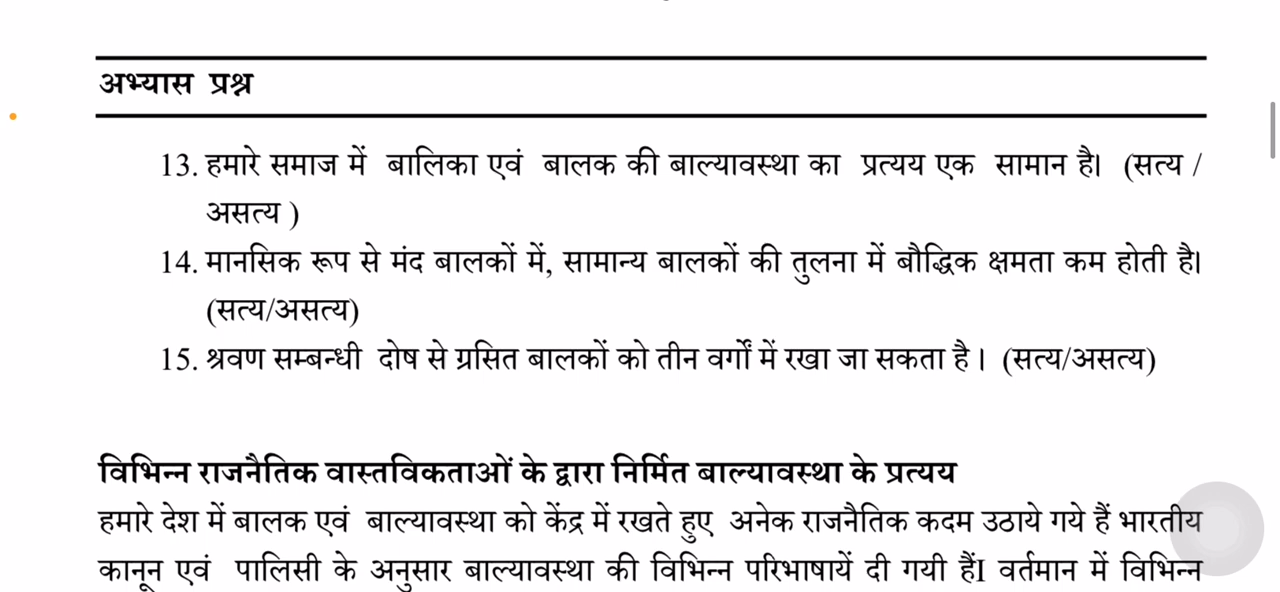 अभ्यास प्रश्न
13. हमारे समाज में बालिका एवं बालक की बाल्यावस्था का प्रत्यय एक सामान है। (सत्य /
असत्य )
14. मानसिक रूप से मंद बालकों में, सामान्य बालकों की तुलना में बौद्धिक क्षमता कम होती है।
(सत्य/असत्य)
15. श्रवण सम्बन्धी दोष से ग्रसित बालकों को तीन वर्गों में रखा जा सकता है । (सत्य/असत्य)
विभिन्न राजनैतिक वास्तविकताओं के द्वारा निर्मित बाल्यावस्था के प्रत्यय
हमारे देश में बालक एवं बाल्यावस्था को केंद्र में रखते हुए अनेक राजनैतिक कदम उठाये गये हैं भारतीय
कानून एवं पालिसी के अनुसार बाल्यावस्था की विभिन्न परिभाषायें दी गयी हैंI वर्तमान में विभिन्न